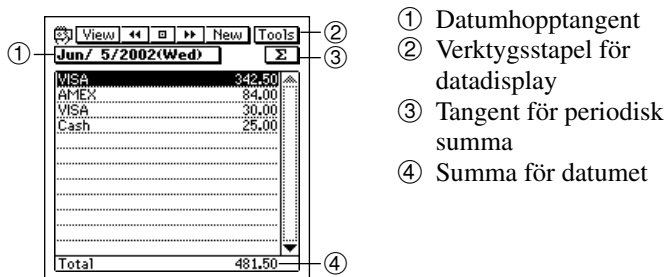 View New Tools
Jun/ 5/2002(Wed) Σ
VISA 342.50
AMEX 84.00
VISA 30.00
Cash 25.00
Total 481.50
①
②
③
④
① Datumhopptangent
② Verktygsstapel för
datadisplay
③ Tangent för periodisk
summa
④ Summa för datumet